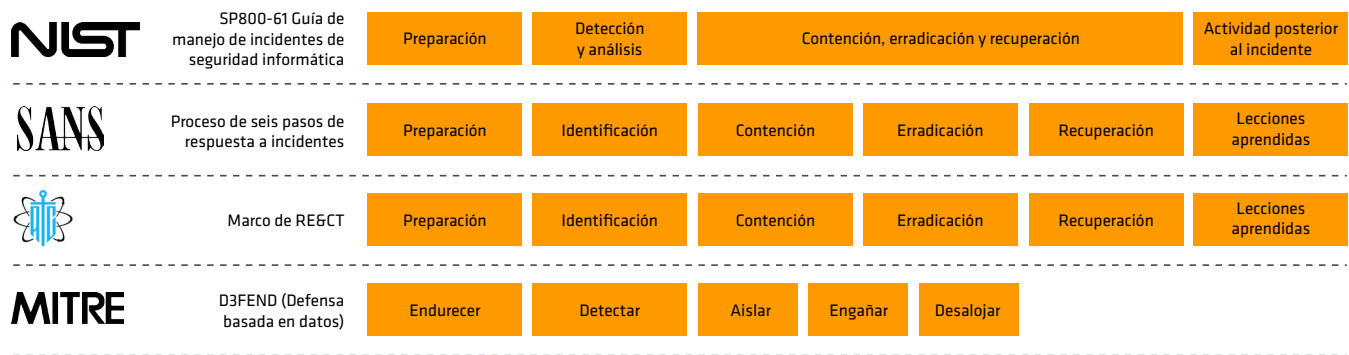 NIST
SP800-61 Guía de
manejo de incidentes de
seguridad informática
Preparación
Detección
y análisis
Contención, erradicación y recuperación
Actividad posterior
al incidente
SANS
Proceso de seis pasos de
respuesta a incidentes
Preparación
Identificación
Contención
Erradicación
Recuperación
Lecciones
aprendidas
Marco de RE&CT
Preparación
Identificación
Contención
Erradicación
Recuperación
Lecciones
aprendidas
MITRE
D3FEND (Defensa
basada en datos)
Endurecer
Detectar
Aislar
Engañar
Desalojar